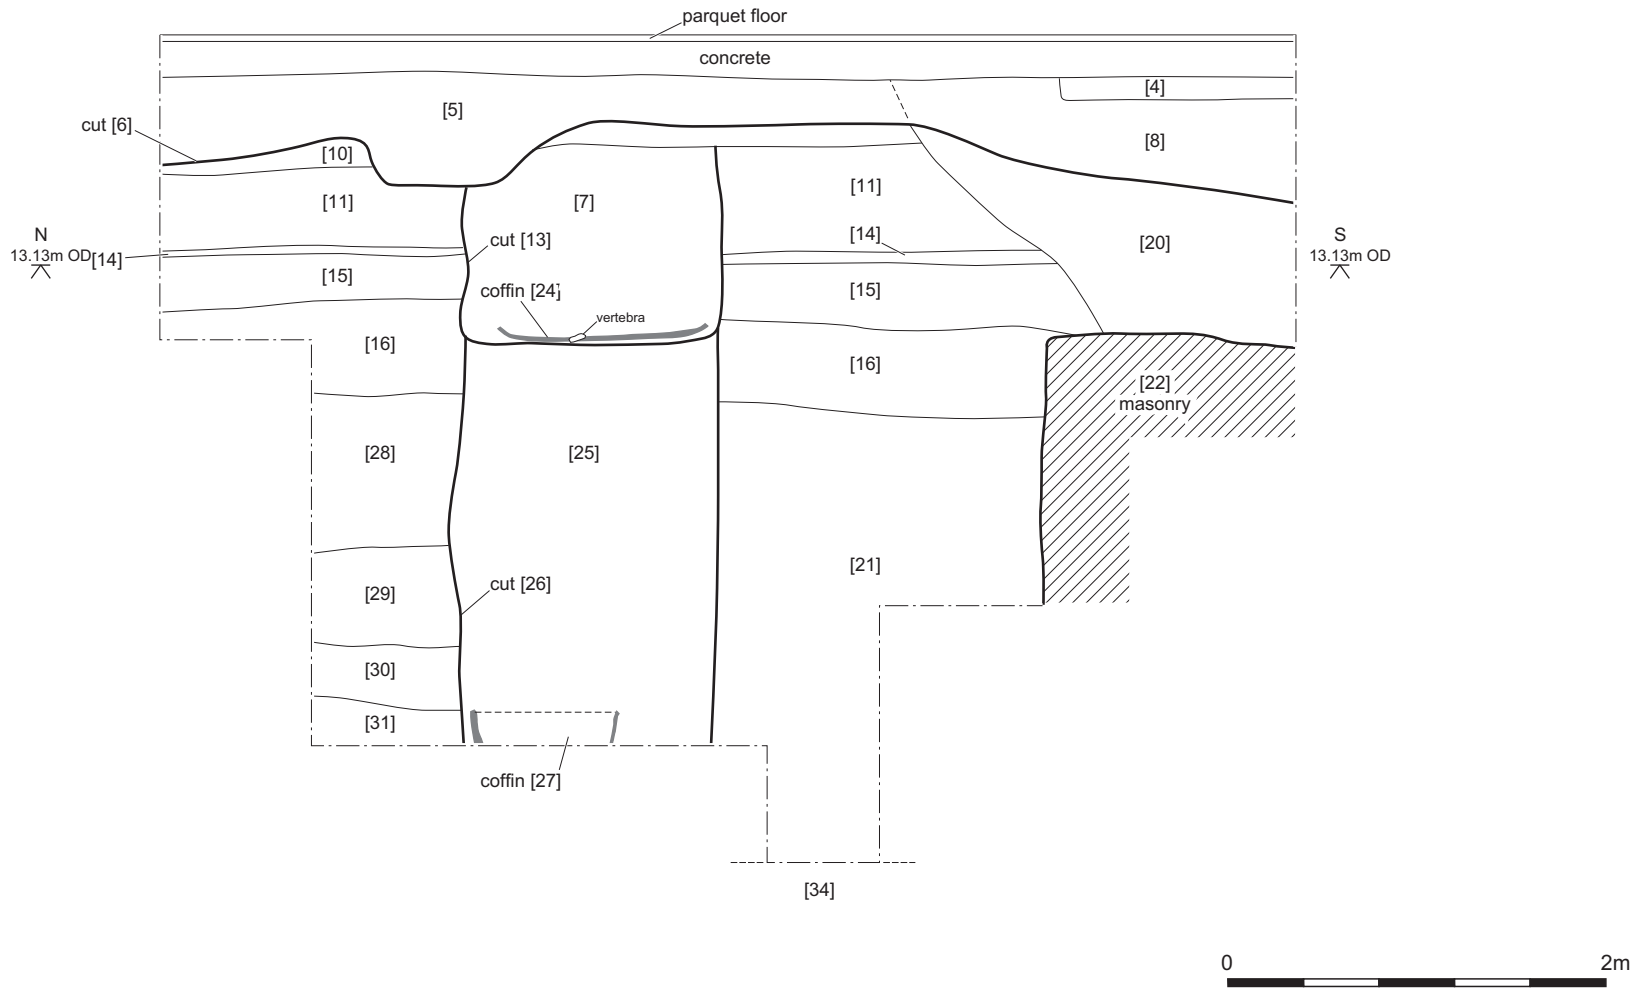 parquet floor
concrete
[4]
[5]
cut [6]
[8]
[10]
[11]
[7]
[11]
N
13.13m OD
[14]
cut [13]
[14]
[20]
S
13.13m OD
[15]
coffin [24]
vertebra
[15]
[16]
[16]
[22]
masonry
[28]
[25]
[21]
[29]
cut [26]
[30]
[31]
coffin [27]
[34]
0
2m